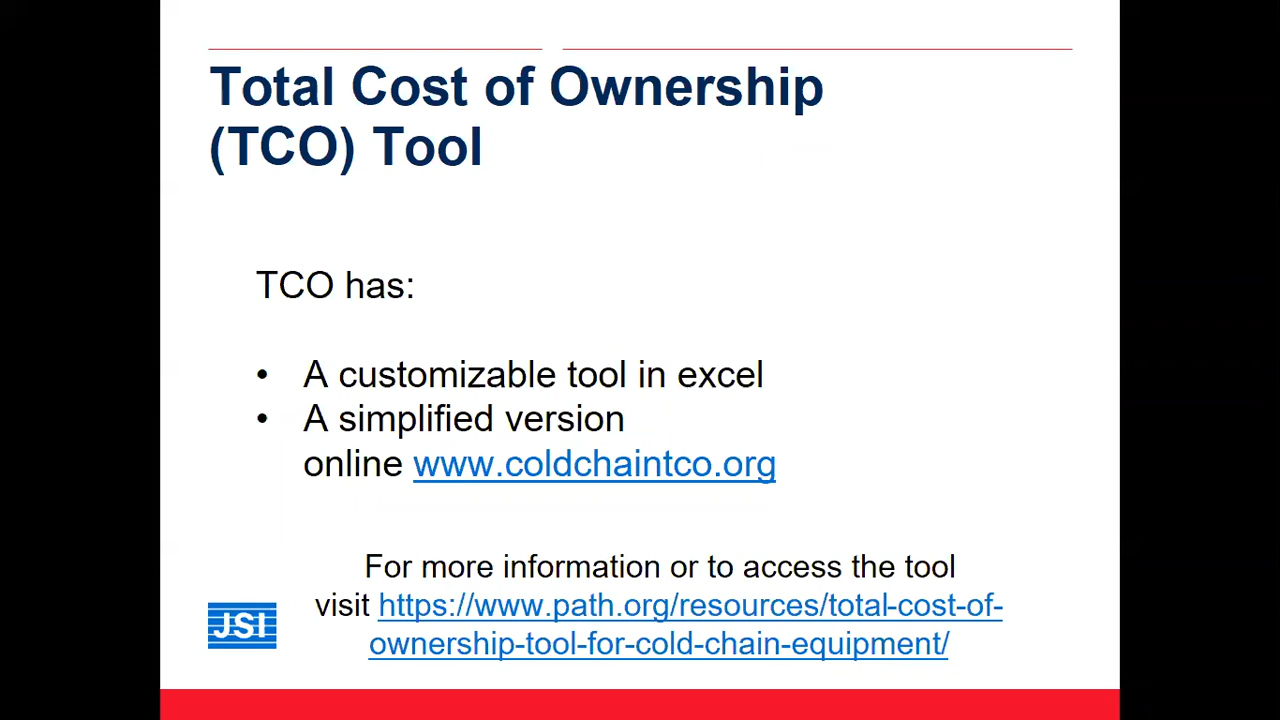 Total Cost of Ownership
(TCO) Tool
TCO has:
• A customizable tool in excel
• A simplified version
online www.coldchaintco.org
For more information or to access the tool
visit https://www.path.org/resources/total-cost-of-
ownership-tool-for-cold-chain-equipment/
JSI